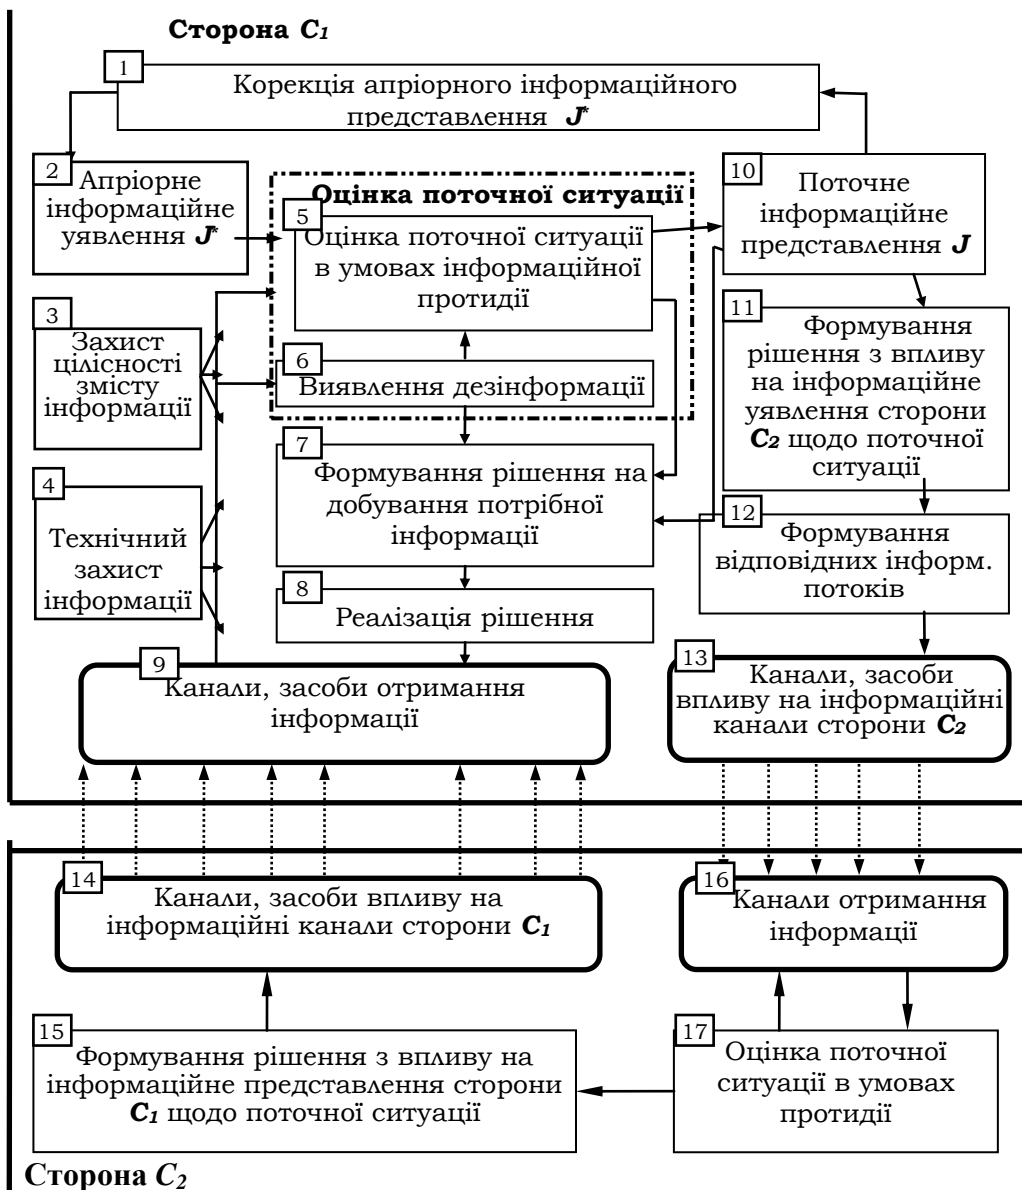 Сторона C1
1
Корекція апріорного інформаційного
представлення J*
2
Апріорне
інформаційне
уявлення J*
Оцінка поточної ситуації
5
Оцінка поточної ситуації
в умовах інформаційної
протидії
10
Поточне
інформаційне
представлення J
3
Захист
цілісності
змісту
інформації
6
Виявлення дезінформації
11
Формування
рішення з впливу
на інформаційне
уявлення сторони
C2 щодо поточної
ситуації
4
Технічний
захист
інформації
7
Формування рішення на
добування потрібної
інформації
12
Формування
відповідних інформ.
потоків
8
Реалізація рішення
9
Канали, засоби отримання
інформації
13
Канали, засоби
впливу на інформаційні
канали сторони C2
14
Канали, засоби впливу на
інформаційні канали сторони C1
16
Канали отримання
інформації
15
Формування рішення з впливу на
інформаційне представлення сторони
C1 щодо поточної ситуації
17
Оцінка поточної
ситуації в умовах
протидії
Сторона C2